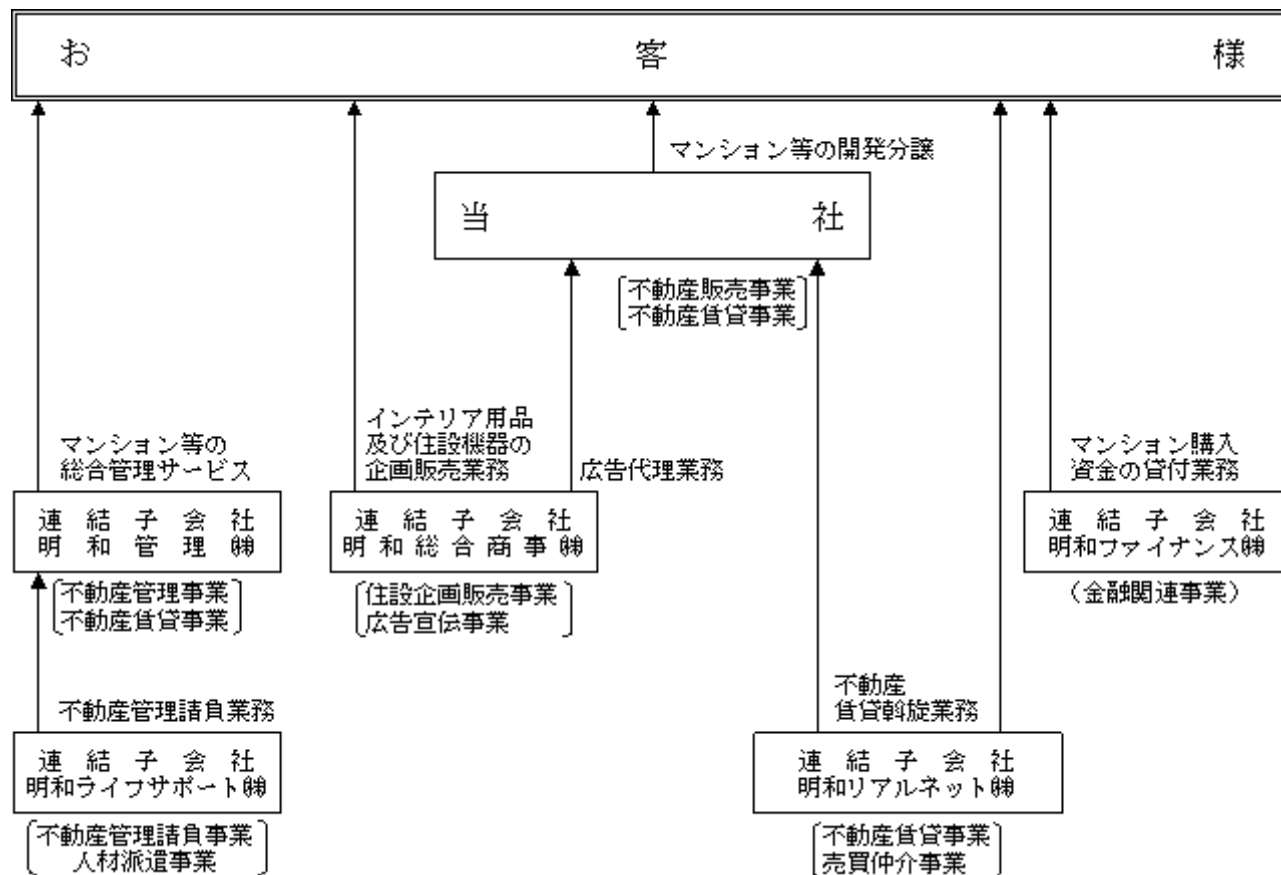 お客様
マンション等の開発分譲
当社
不動産販売事業
不動産賃貸事業
マンション等の
総合管理サービス
インテリア用品
及び住設機器の
企画販売業務
広告代理業務
マンション購入
資金の貸付業務
連結子会社
明和管理㈱
連結子会社
明和総合商事㈱
連結子会社
明和ファイナンス㈱
不動産管理事業
不動産賃貸事業
住設企画販売事業
広告宣伝事業
(金融関連事業)
不動産管理請負業務
不動産
賃貸斡旋業務
連結子会社
明和ライフサポート㈱
連結子会社
明和リアルネット㈱
不動産管理請負事業
人材派遣事業
不動産賃貸事業
売買仲介事業